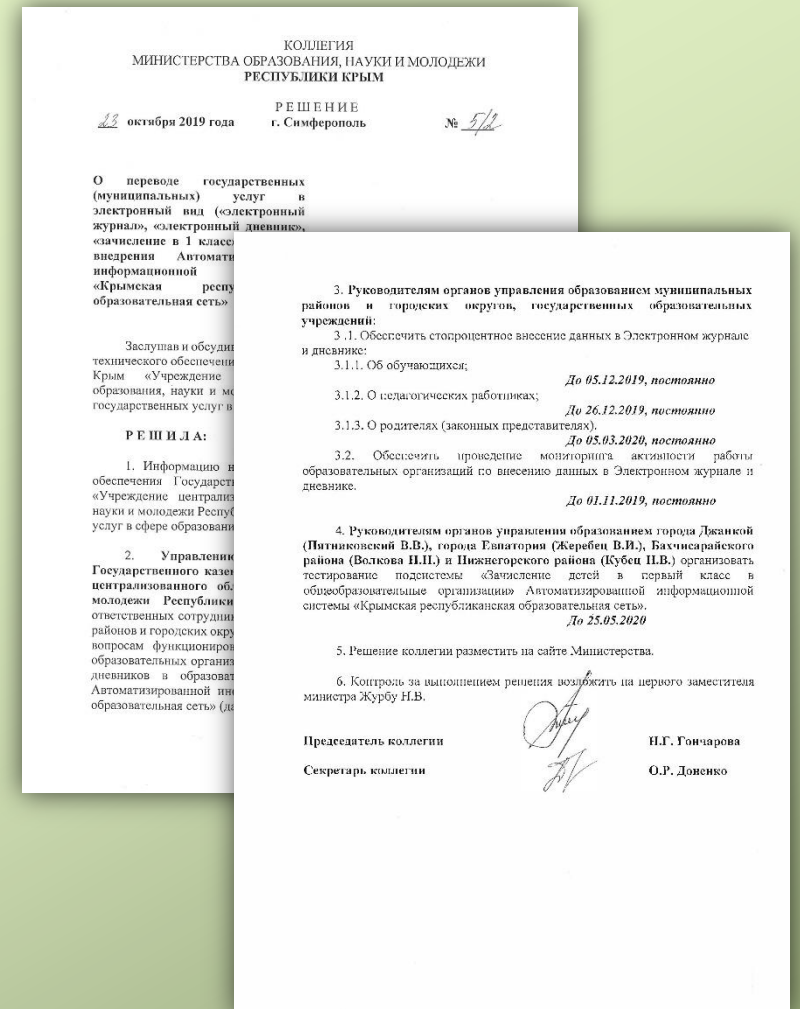 КОЛЛЕГИЯ
МИНИСТЕРСТВА ОБРАЗОВАНИЯ, НАУКИ И МОЛОДЕЖИ
РЕСПУБЛИКИ КРЫМ
РЕШЕНИЕ
23 октября 2019 года г. Симферополь № 5/2
О переводе государственных
(муниципальных) услуг в
электронный вид («электронный
журнал», «электронный дневник»,
«зачисление в 1 класс
внедрения Автомати
информационной
«Крымская респу
образовательная сеть»
Заслушав и обсуди
технического обеспечени
Крым «Учреждение
образования, науки и мо
государственных услуг в
РЕШИЛА:
1. Информацию н
обеспечения Государст
«Учреждение централиз
науки и молодежи Респуб
услуг в сфере образовани
2. Управлению
Государственного казен
централизованного об
молодежи Республики
ответственных сотрудник
районов и городских окру
вопросам функциониров
образовательных организ
дневников в образоват
Автоматизированной ин
образовательная сеть» (да
3. Руководителям органов управления образованием муниципальных
районов и городских округов, государственных образовательных
учреждений:
3 .1. Обеспечить стопроцентное внесение данных в Электронном журнале
и дневнике:
3.1.1. Об обучающихся;
До 05.12.2019, постоянно
3.1.2. О педагогических работниках;
До 26.12.2019, постоянно
3.1.3. О родителях (законных представителях).
До 05.03.2020, постоянно
3.2. Обеспечить проведение мониторинга активности работы
образовательных организаций по внесению данных в Электронном журнале и
дневнике.
До 01.11.2019, постоянно
4. Руководителям органов управления образованием города Джанкой
(Пятниковский В.В.), города Евпатория (Жеребец В.И.), Бахчисарайского
района (Волкова Н.Н.) и Нижнегорского района (Кубец Н.В.) организовать
тестирование подсистемы «Зачисление детей в первый класс в
общеобразовательные организации» Автоматизированной информационной
системы «Крымская республиканская образовательная сеть».
До 25.05.2020
5. Решение коллегии разместить на сайте Министерства.
6. Контроль за выполнением решения возложить на первого заместителя
министра Журбу Н.В.
Председатель коллегии Н.Г. Гончарова
Секретарь коллегии О.Р. Доненко